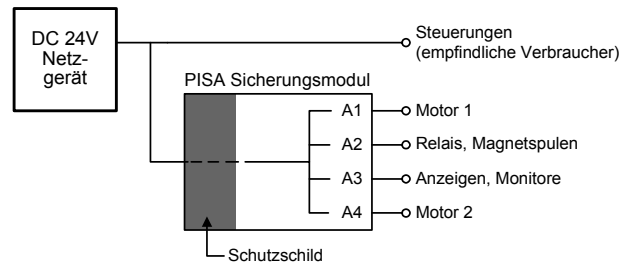 DC 24V
Netz-
gerät
Steuerungen
(empfindliche Verbraucher)
PISA Sicherungsmodul
A1
Motor 1
A2
Relais, Magnetspulen
A3
Anzeigen, Monitore
A4
Motor 2
Schutzschild